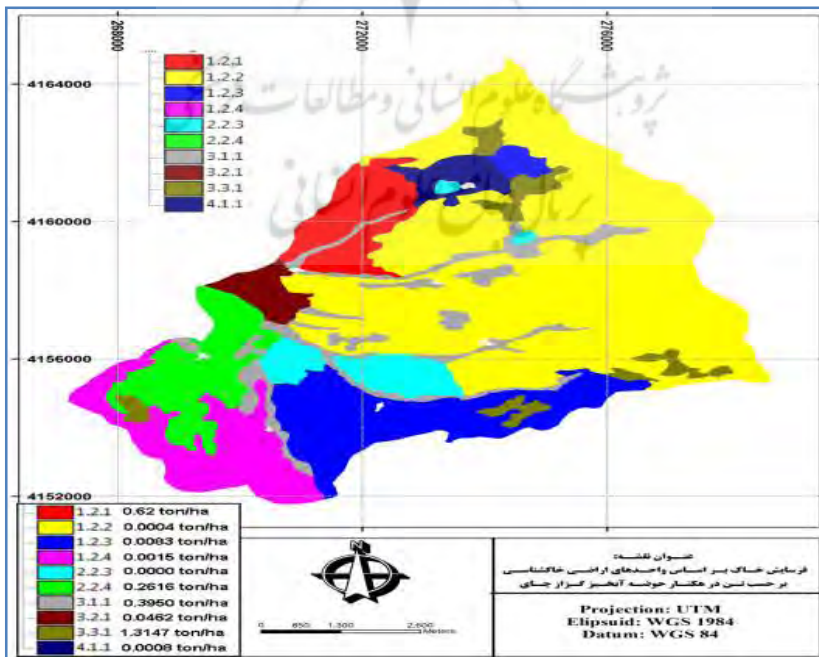 268000
272000
276000
4164000
4160000
4156000
4152000
1.2.1
1.2.2
1.2.3
1.2.4
2.2.3
2.2.4
3.1.1
3.2.1
3.3.1
4.1.1
پژوهشگاه علوم انسانی و مطالعات
علوم انسانی
1.2.1 0.62 ton/ha
1.2.2 0.0004 ton/ha
1.2.3 0.0083 ton/ha
1.2.4 0.0015 ton/ha
2.2.3 0.0000 ton/ha
2.2.4 0.2616 ton/ha
3.1.1 0.3950 ton/ha
3.2.1 0.0462 ton/ha
3.3.1 1.3147 ton/ha
4.1.1 0.0008 ton/ha
N
0 650 1,300 2,600
Meters
عنوان نقشه:
فرسایش خاک بر اساس واحدهای اراضی خاکشناسی
بر حسب تن در هکتار حوضه آبخیز گزار چای
Projection: UTM
Elipsuid: WGS 1984
Datum: WGS 84